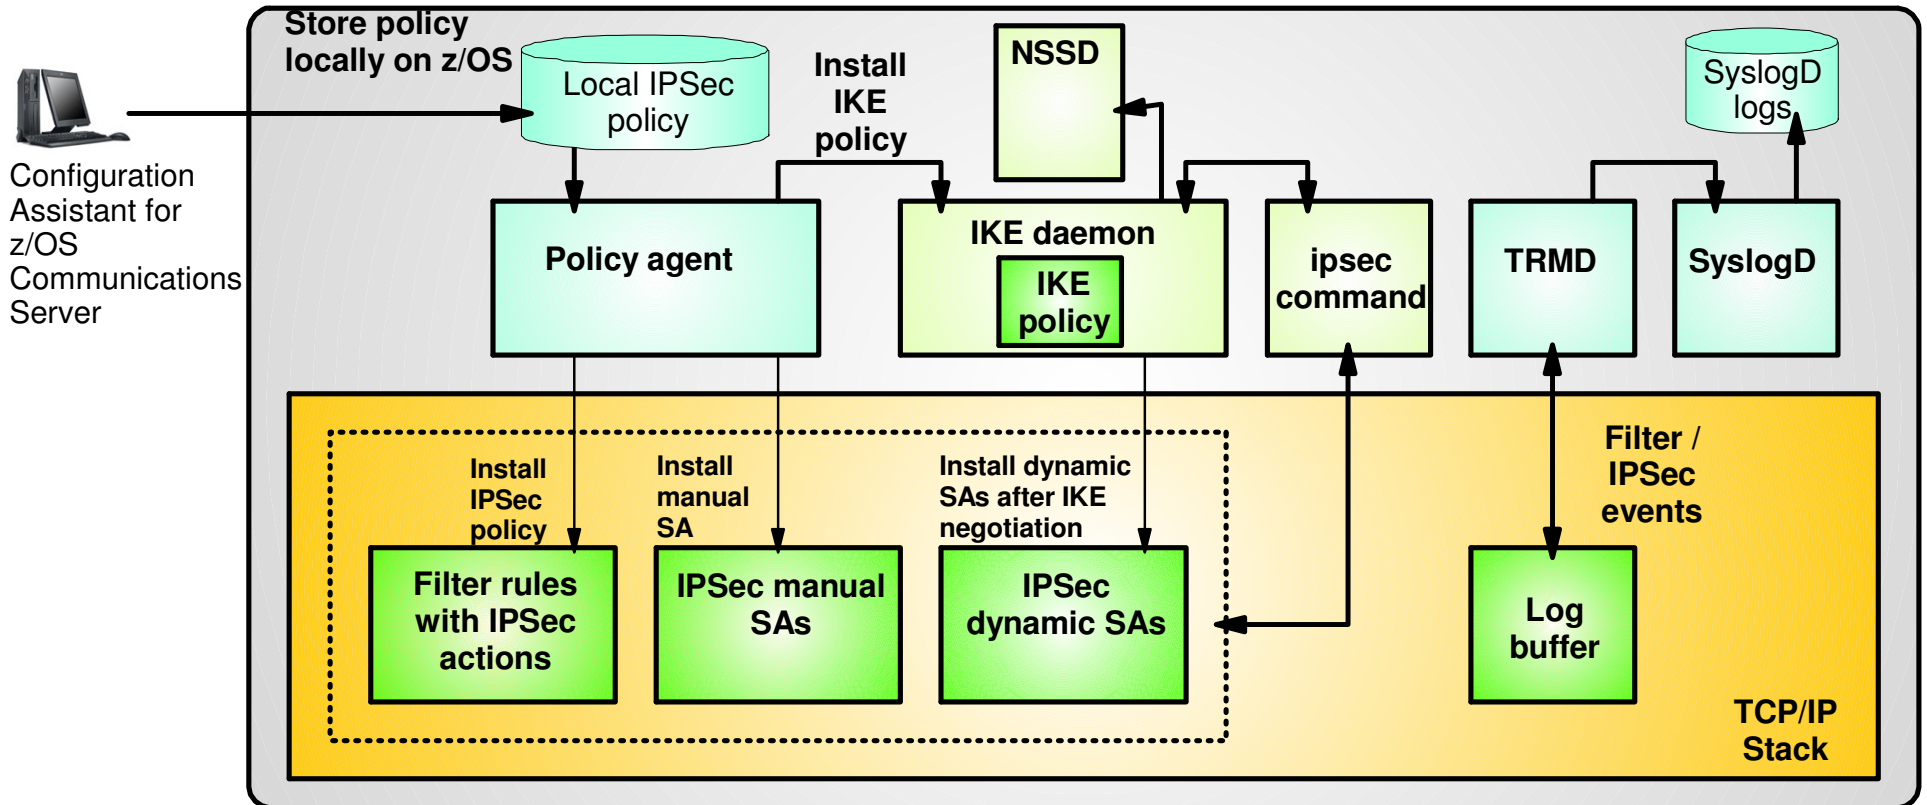 Store policy
locally on z/OS
Local IPSec
policy
Install
IKE
policy
NSSD
SyslogD
logs
Configuration
Assistant for
z/OS
Communications
Server
Policy agent
IKE daemon
IKE
policy
ipsec
command
TRMD
SyslogD
Install
IPSec
policy
Install
manual
SA
Install dynamic
SAs after IKE
negotiation
Filter /
IPSec
events
Filter rules
with IPSec
actions
IPSec manual
SAs
IPSec
dynamic SAs
Log
buffer
TCP/IP
Stack